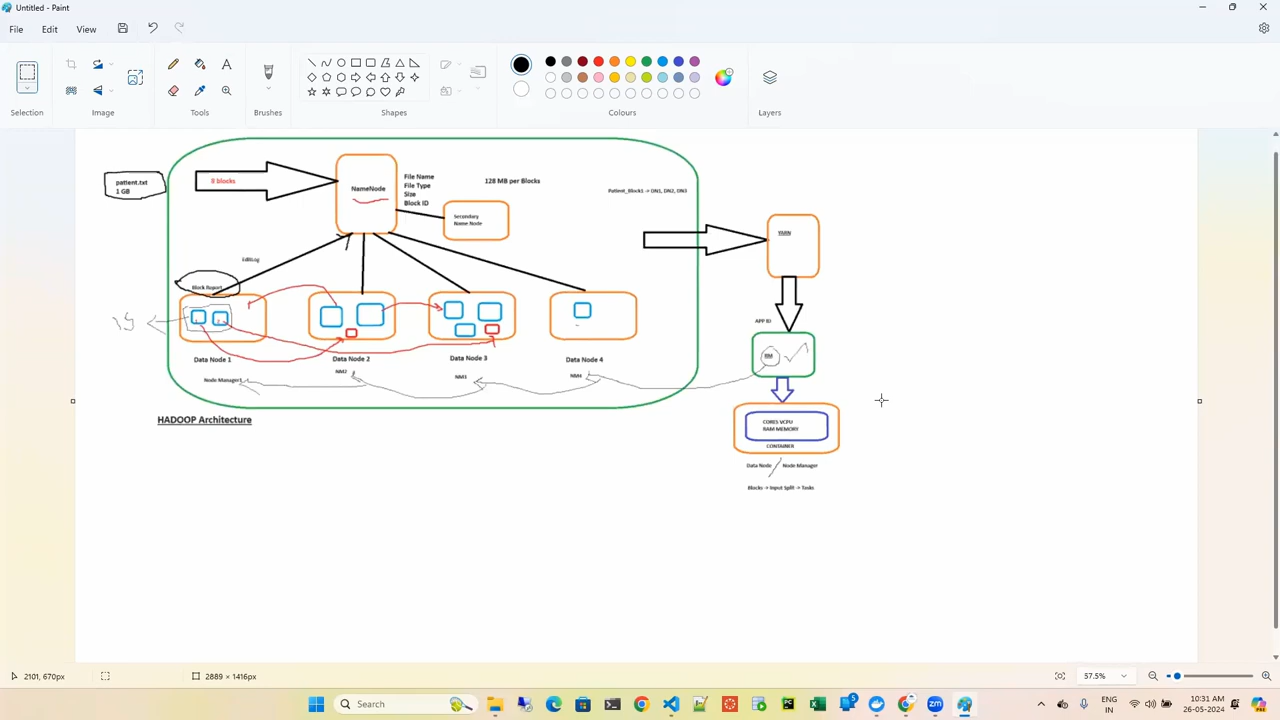 Untitled - Paint
File Edit View
Selection Image Tools Brushes Shapes Colours Layers
patient.txt
1 GB
8 blocks
NameNode
File Name
File Type
Size
Block ID
128 MB per Blocks
Patient_Block1 -> DN1, DN2, DN3
Secondary
Name Node
YARN
EditLog
Block Report
APP ID
RM
Data Node 1
Data Node 2
Data Node 3
Data Node 4
Node Manager1
NM2
NM3
NM4
HADOOP Architecture
CORES VCPU
RAM MEMORY
CONTAINER
Data Node / Node Manager
Blocks -> Input Split -> Tasks
2101, 670px
2889 × 1416px
57.5%
Search
ENG
IN
10:31 AM
26-05-2024